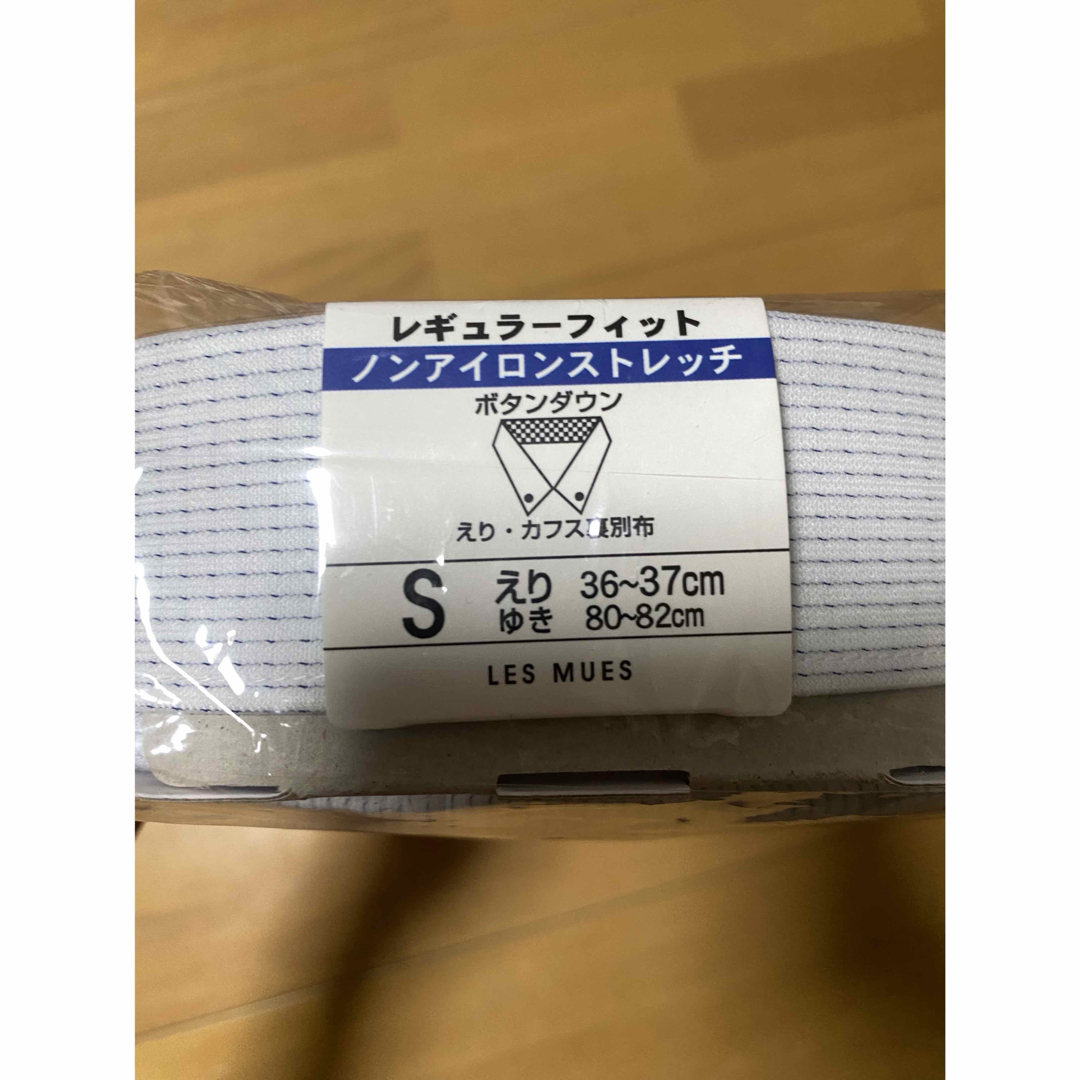 レギュラーフィット
ノンアイロンストレッチ
ボタンダウン
えり・カフス裏別布
S えり 36~37cm
ゆき 80~82cm
LES MUES